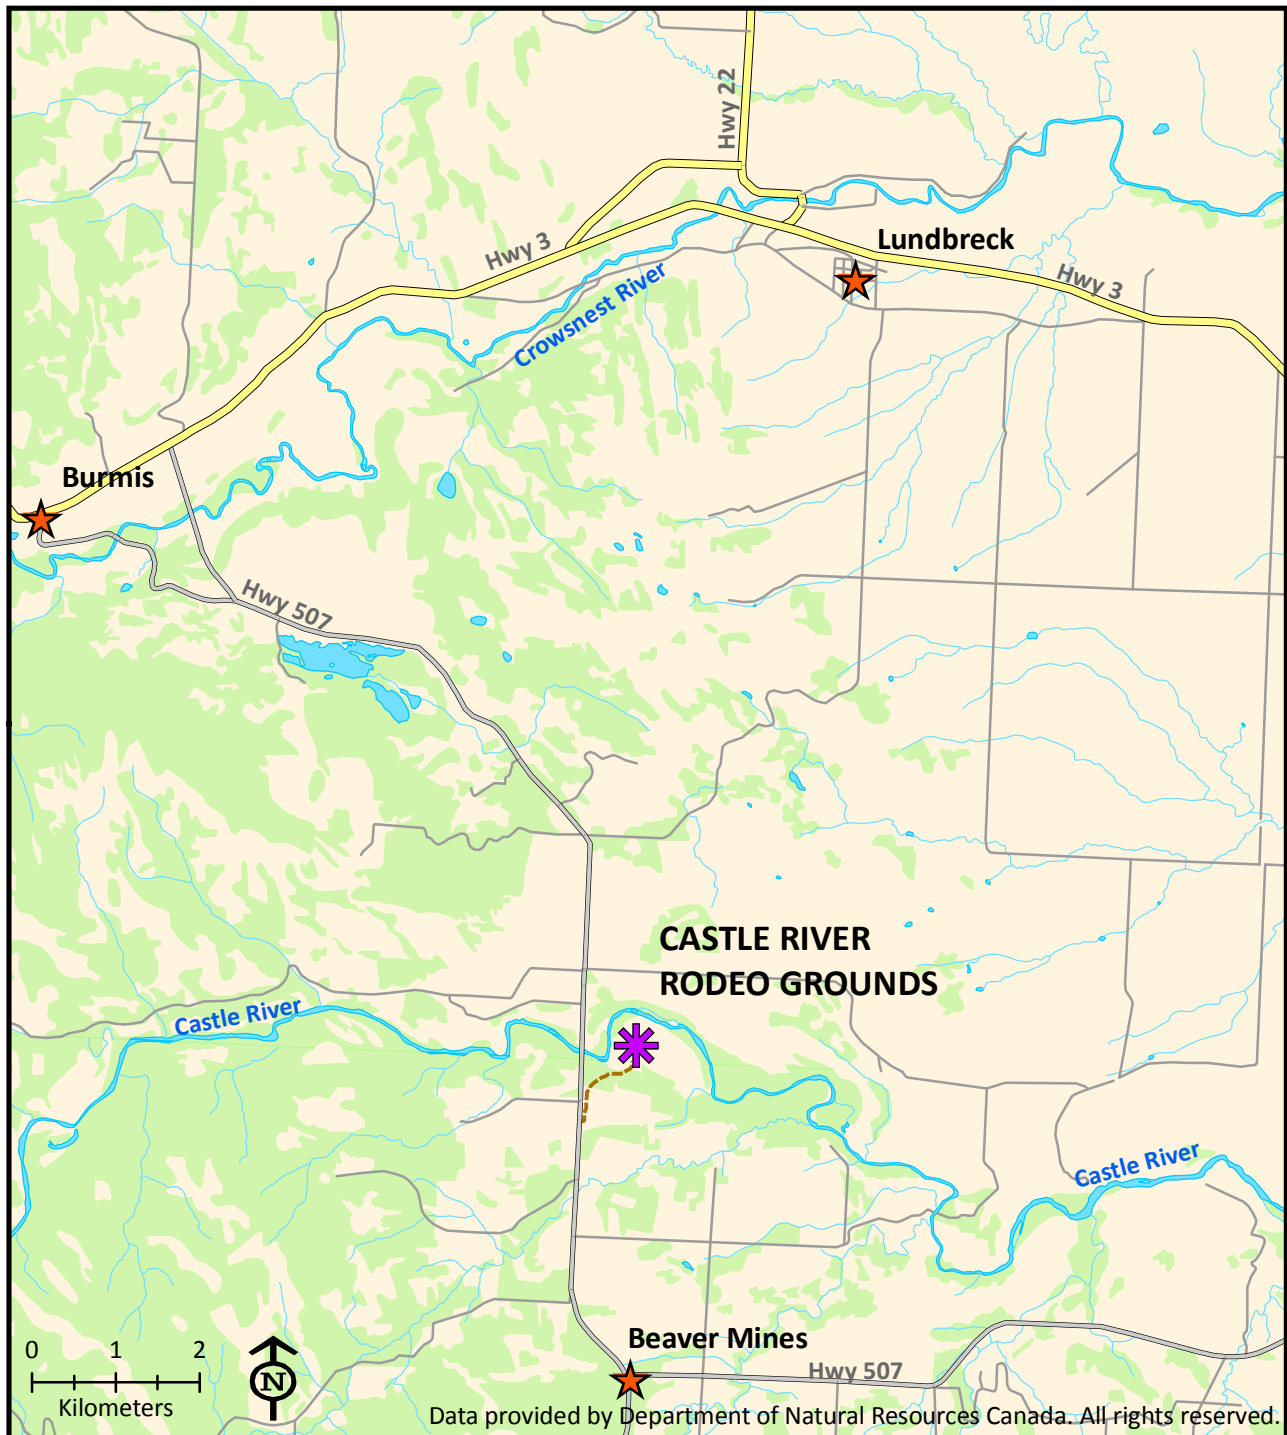 Hwy 22
Lundbreck
Hwy 3
Hwy 3
Crowsnest River
Burmis
Hwy 507
CASTLE RIVER
RODEO GROUNDS
Castle River
Castle River
Beaver Mines
Hwy 507
0 1 2
Kilometers
N
Data provided by Department of Natural Resources Canada. All rights reserved.